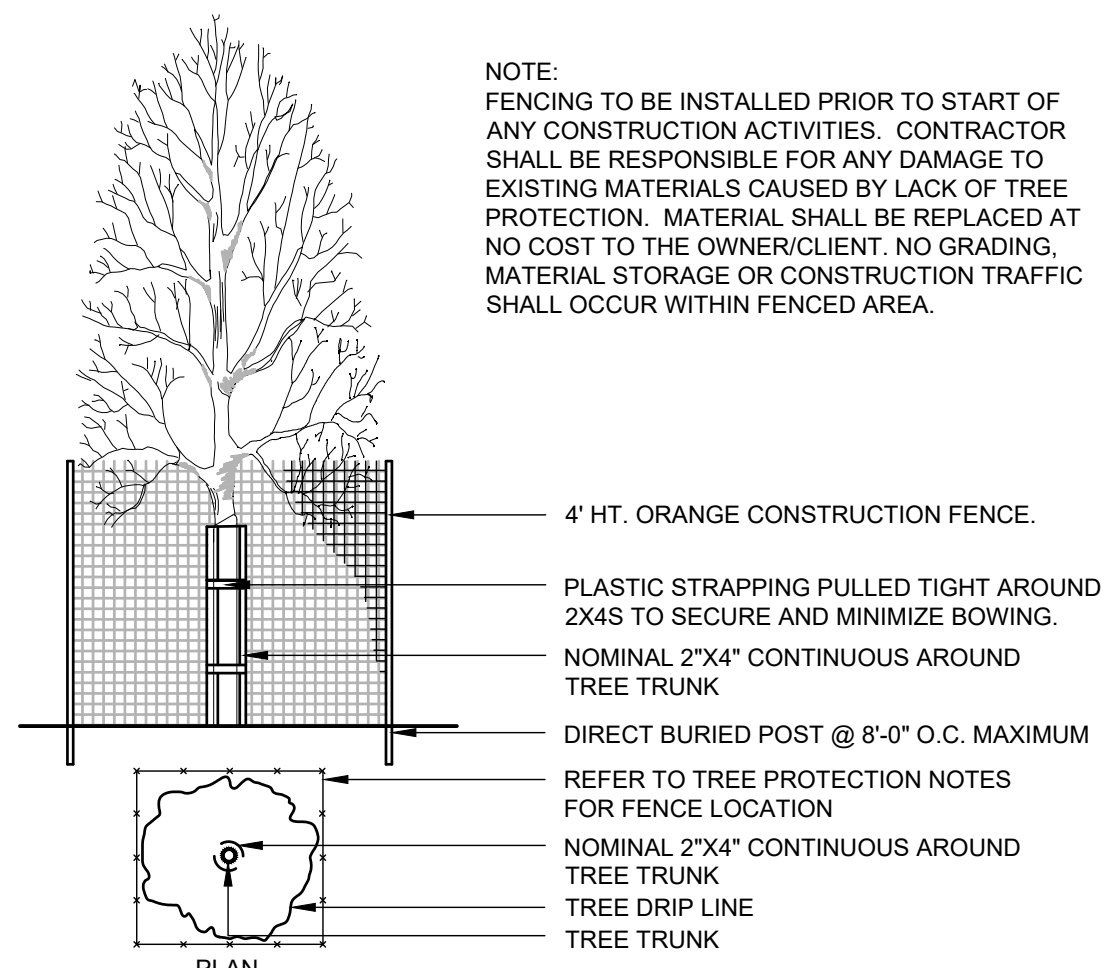 NOTE:
FENCING TO BE INSTALLED PRIOR TO START OF
ANY CONSTRUCTION ACTIVITIES.  CONTRACTOR
SHALL BE RESPONSIBLE FOR ANY DAMAGE TO
EXISTING MATERIALS CAUSED BY LACK OF TREE
PROTECTION.  MATERIAL SHALL BE REPLACED AT
NO COST TO THE OWNER/CLIENT. NO GRADING,
MATERIAL STORAGE OR CONSTRUCTION TRAFFIC
SHALL OCCUR WITHIN FENCED AREA.
4' HT. ORANGE CONSTRUCTION FENCE.
PLASTIC STRAPPING PULLED TIGHT AROUND
2X4S TO SECURE AND MINIMIZE BOWING.
NOMINAL 2"X4" CONTINUOUS AROUND
TREE TRUNK
DIRECT BURIED POST @ 8'-0" O.C. MAXIMUM
REFER TO TREE PROTECTION NOTES
FOR FENCE LOCATION
NOMINAL 2"X4" CONTINUOUS AROUND
TREE TRUNK
TREE DRIP LINE
TREE TRUNK
PLAN